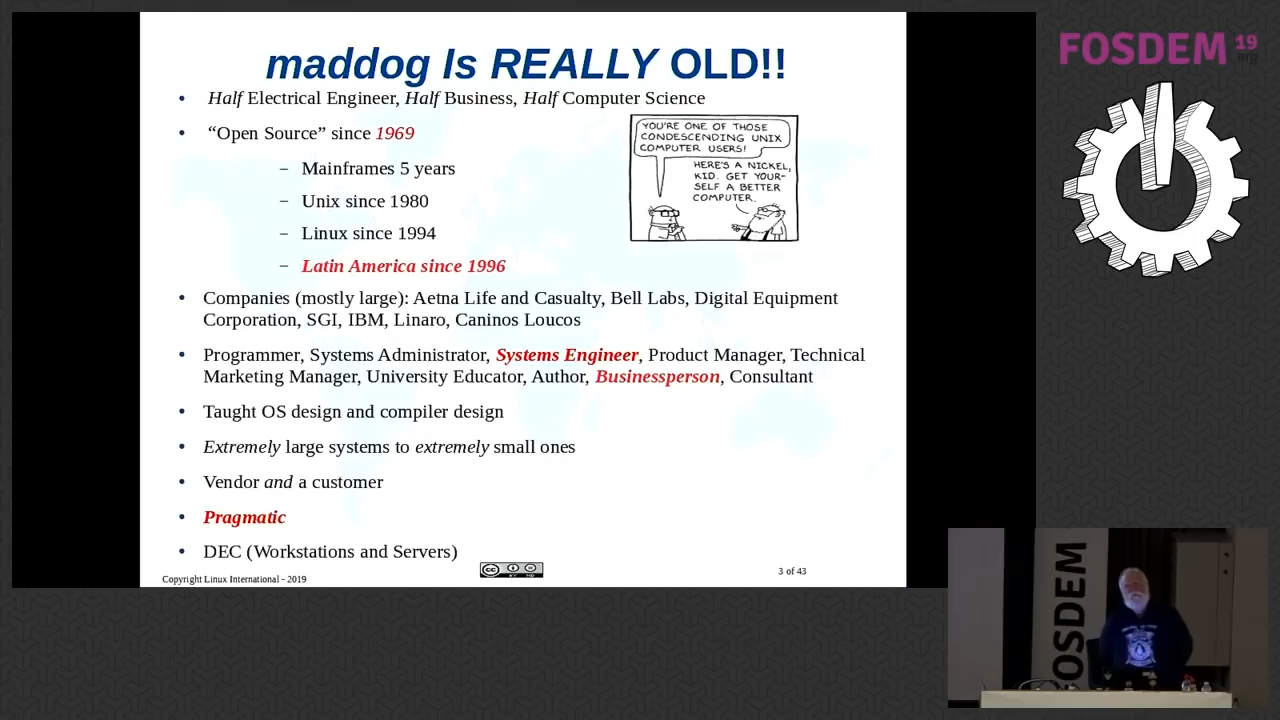 maddog Is REALLY OLD!!
• Half Electrical Engineer, Half Business, Half Computer Science
• “Open Source” since 1969
– Mainframes 5 years
– Unix since 1980
– Linux since 1994
– Latin America since 1996
YOU'RE ONE OF THOSE
CONDESCENDING UNIX
COMPUTER USERS!
HERE'S A NICKEL,
KID. GET YOUR-
SELF A BETTER
COMPUTER.
• Companies (mostly large): Aetna Life and Casualty, Bell Labs, Digital Equipment
Corporation, SGI, IBM, Linaro, Caninos Loucos
• Programmer, Systems Administrator, Systems Engineer, Product Manager, Technical
Marketing Manager, University Educator, Author, Businessperson, Consultant
• Taught OS design and compiler design
• Extremely large systems to extremely small ones
• Vendor and a customer
• Pragmatic
• DEC (Workstations and Servers)
Copyright Linux International - 2019
cc
3 of 43
FOSDEM 19
.org
FOSDEM